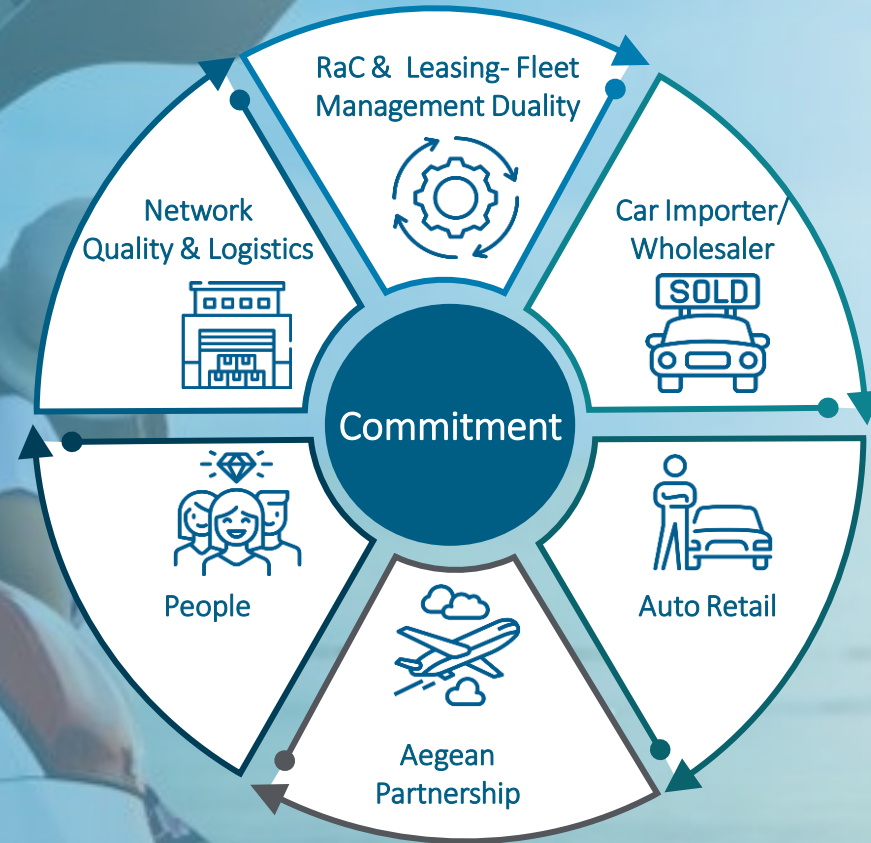 RaC & Leasing- Fleet
Management Duality
Car Importer/
Wholesaler
SOLD
Auto Retail
Aegean
Partnership
People
Network
Quality & Logistics
Commitment